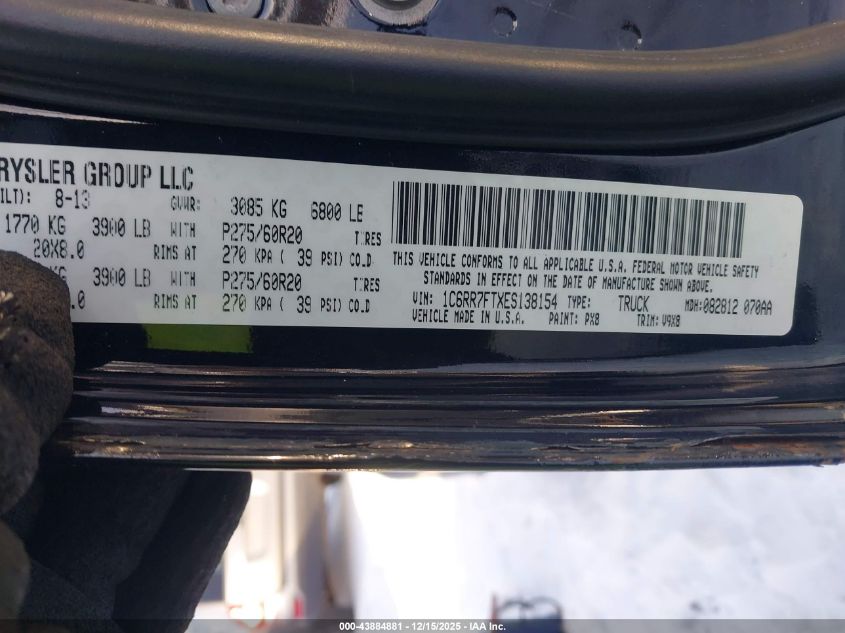 RYSLER GROUP LLC
ILT): 8-13 GVWR: 3085 KG 6800 LB
1770 KG 3900 LB WITH P275/60R20 TIRES
20X8.0 RIMS AT 270 KPA ( 39 PSI) COLD
KG 3900 LB WITH P275/60R20 TIRES
.0 RIMS AT 270 KPA ( 39 PSI) COLD
THIS VEHICLE CONFORMS TO ALL APPLICABLE U.S.A. FEDERAL MOTOR VEHICLE SAFETY
STANDARDS IN EFFECT ON THE DATE OF MANUFACTURE SHOWN ABOVE.
VIN: 1C6RR7FTXES138154 TYPE: TRUCK MDH:082812 070AA
VEHICLE MADE IN U.S.A. PAINT: PX8 TRIM: V9X8
000-43884881 - 12/15/2025 - IAA Inc.